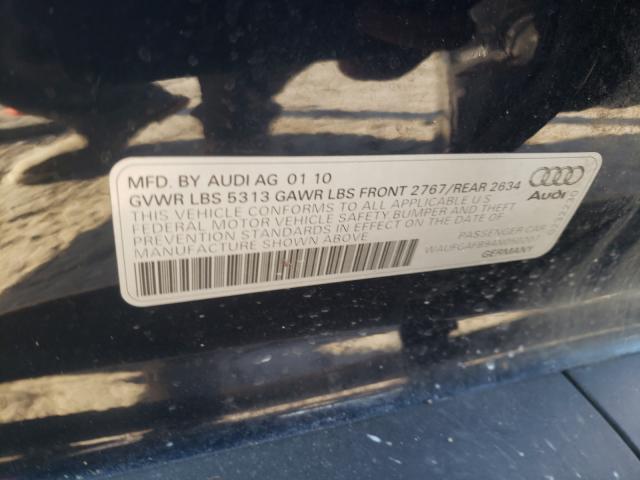 MFD. BY AUDI AG 01 10
GVWR LBS 5313 GAWR LBS FRONT 2767/REAR 2634
THIS VEHICLE CONFORMS TO ALL APPLICABLE U.S
FEDERAL MOTOR VEHICLE SAFETY BUMPER AND THEFT
PREVENTION STANDARDS IN EFFECT ON THE DATE OF
MANUFACTURE SHOWN ABOVE.
Audi
PASSENGER CAR
GERMANY